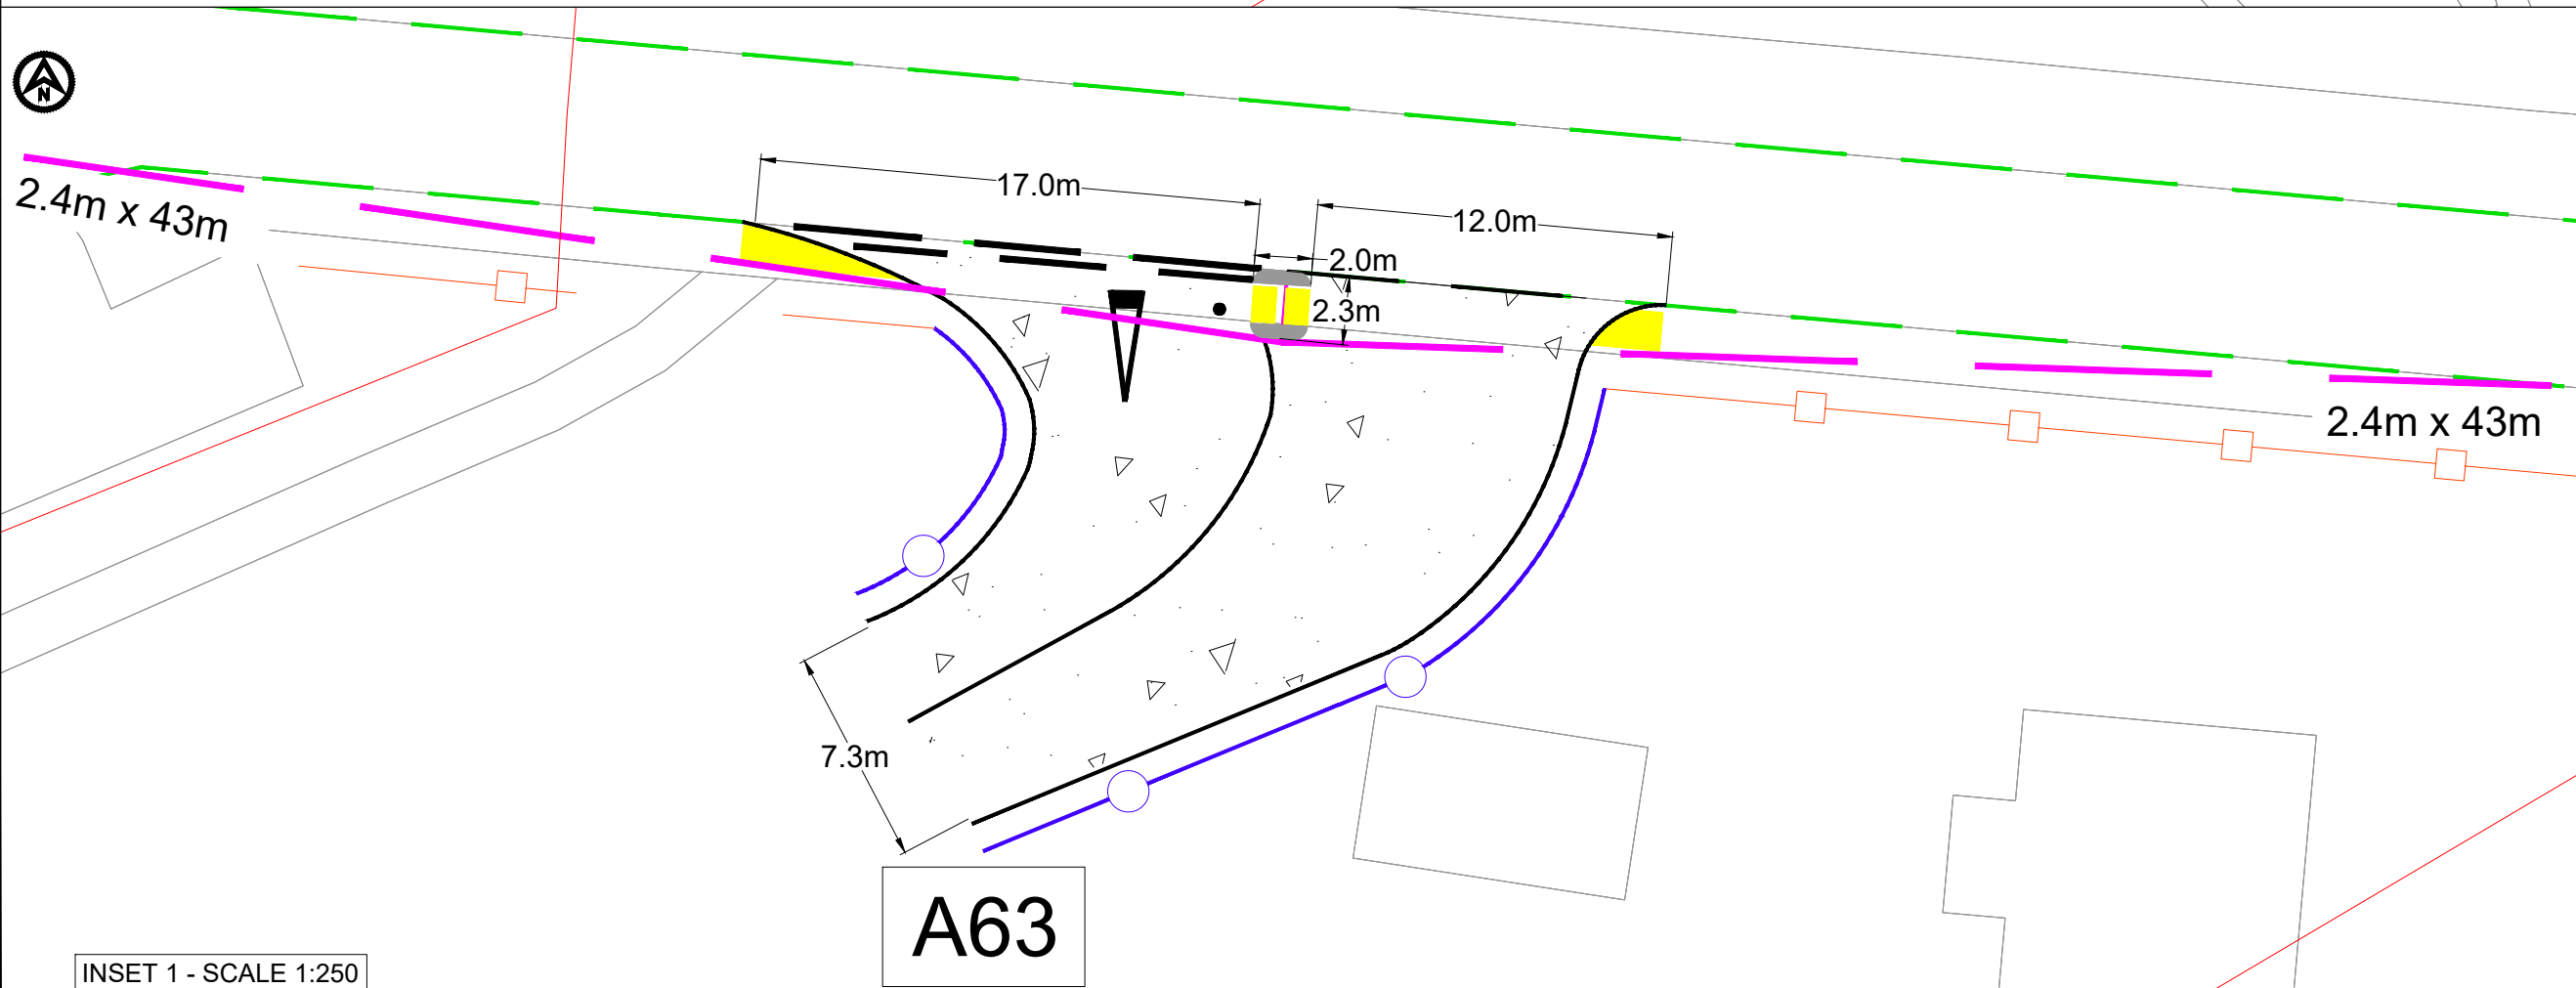 N
17.0m
2.4m x 43m
12.0m
2.0m
2.3m
2.4m x 43m
7.3m
A63
INSET 1 - SCALE 1:250